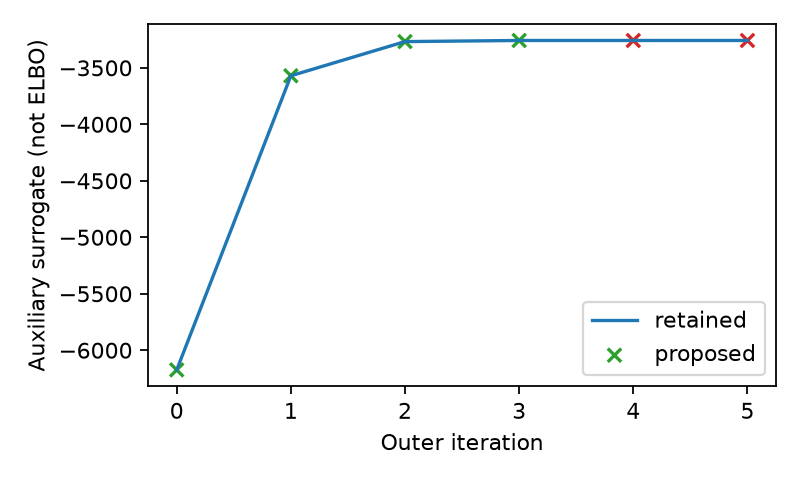 Auxiliary surrogate (not ELBO)
−3500
−4000
−4500
−5000
−5500
−6000
retained
proposed
0 1 2 3 4 5
Outer iteration